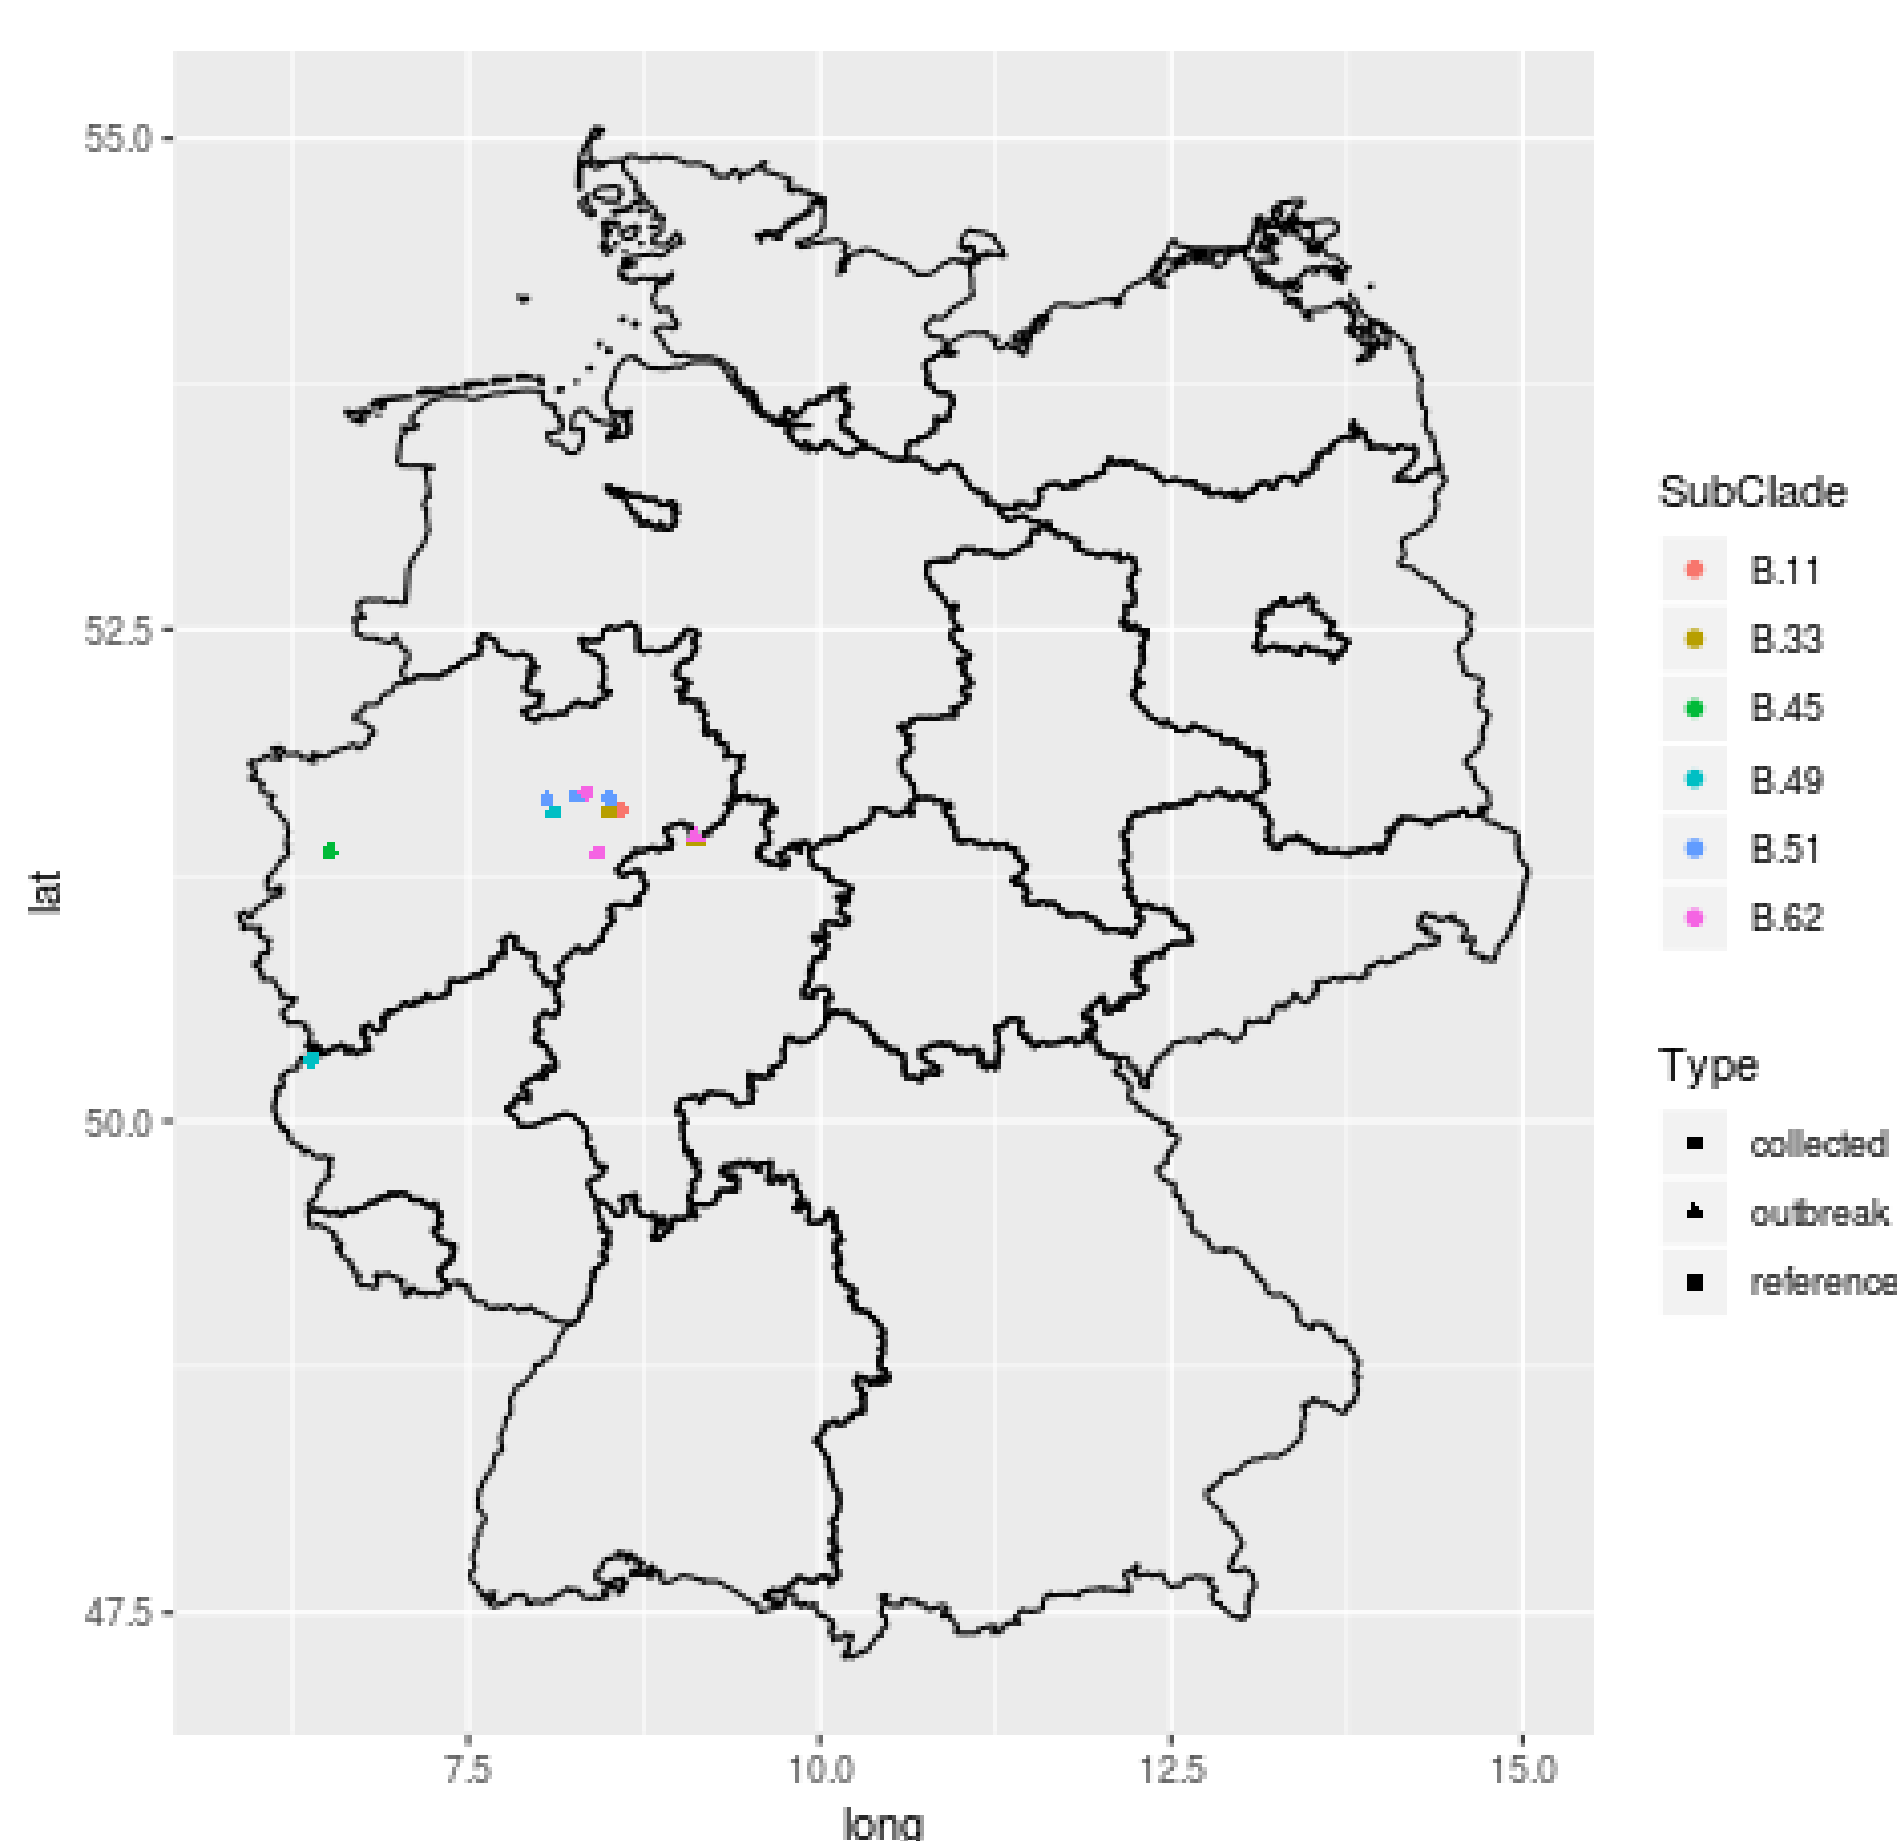 55.0
52.5
50.0
47.5
lat
7.5 10.0 12.5 15.0
long
SubClade
B.11
B.33
B.45
B.49
B.51
B.62
Type
collected
outbreak
reference